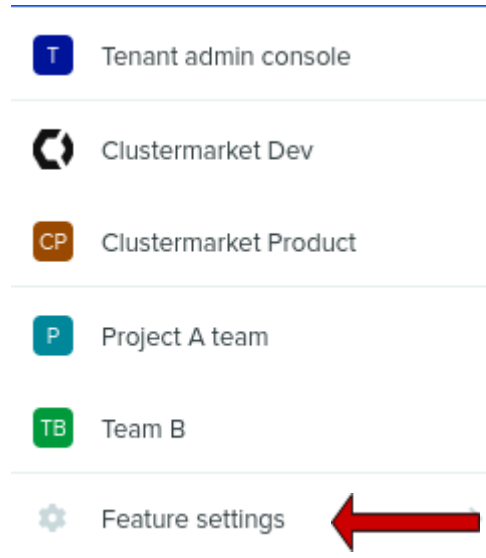 T Tenant admin console
Clustermarket Dev
CP Clustermarket Product
P Project A team
TB Team B
Feature settings